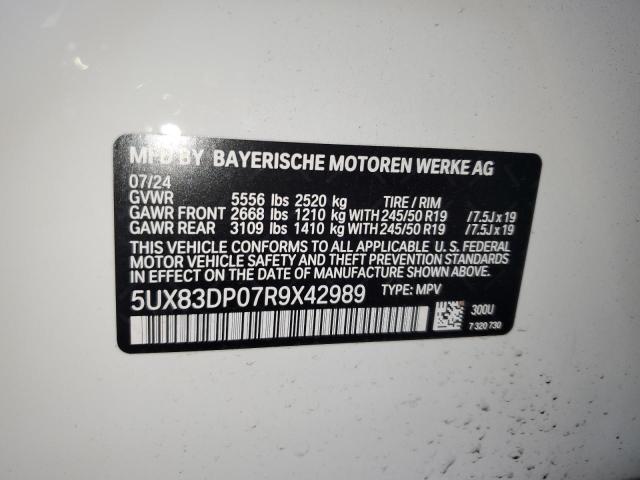 MFD BY BAYERISCHE MOTOREN WERKE AG
07/24
GVWR 5556 lbs 2520 kg TIRE / RIM
GAWR FRONT 2668 lbs 1210 kg WITH 245/50 R19 /7.5J x 19
GAWR REAR 3109 lbs 1410 kg WITH 245/50 R19 /7.5J x 19
THIS VEHICLE CONFORMS TO ALL APPLICABLE U. S. FEDERAL
MOTOR VEHICLE SAFETY AND THEFT PREVENTION STANDARDS
IN EFFECT ON THE DATE OF MANUFACTURE SHOWN ABOVE.
5UX83DP07R9X42989 TYPE: MPV
300U
7 320 730